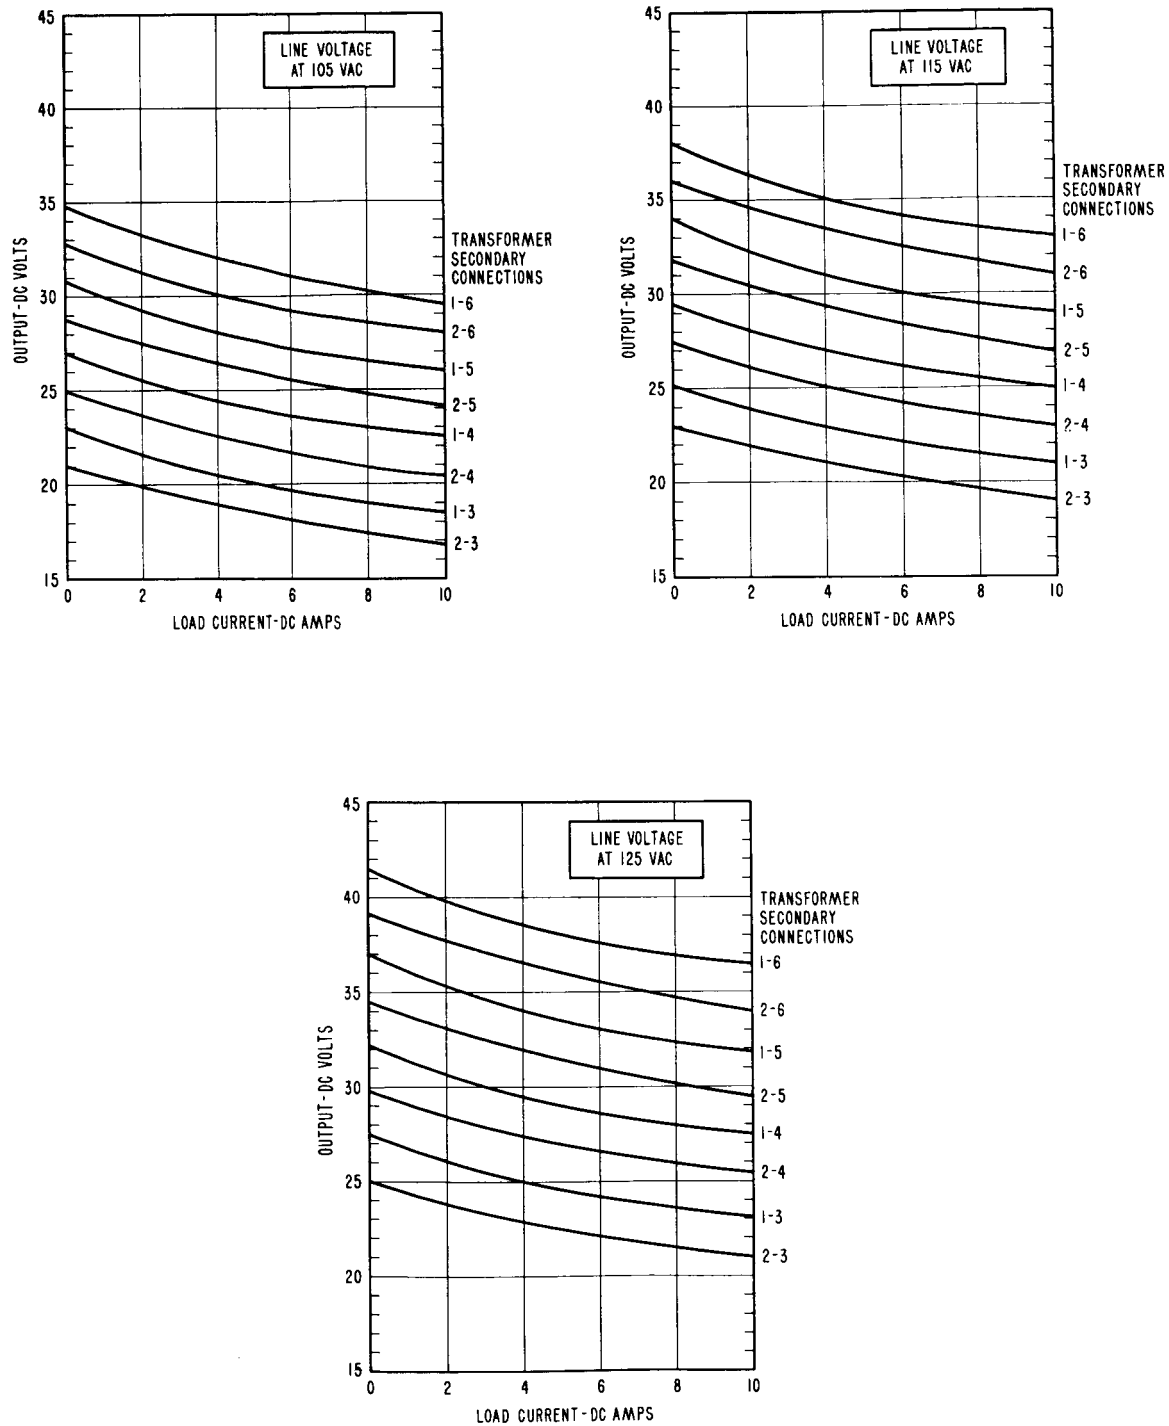 LINE VOLTAGE
AT 105 VAC
45
40
35
30
25
20
15
OUTPUT-DC VOLTS
TRANSFORMER
SECONDARY
CONNECTIONS
1-6
2-6
1-5
2-5
1-4
2-4
1-3
2-3
0 2 4 6 8 10
LOAD CURRENT-DC AMPS
LINE VOLTAGE
AT 115 VAC
45
40
35
30
25
20
15
OUTPUT-DC VOLTS
TRANSFORMER
SECONDARY
CONNECTIONS
1-6
2-6
1-5
2-5
1-4
2-4
1-3
2-3
0 2 4 6 8 10
LOAD CURRENT-DC AMPS
LINE VOLTAGE
AT 125 VAC
45
40
35
30
25
20
15
OUTPUT-DC VOLTS
TRANSFORMER
SECONDARY
CONNECTIONS
1-6
2-6
1-5
2-5
1-4
2-4
1-3
2-3
0 2 4 6 8 10
LOAD CURRENT-DC AMPS